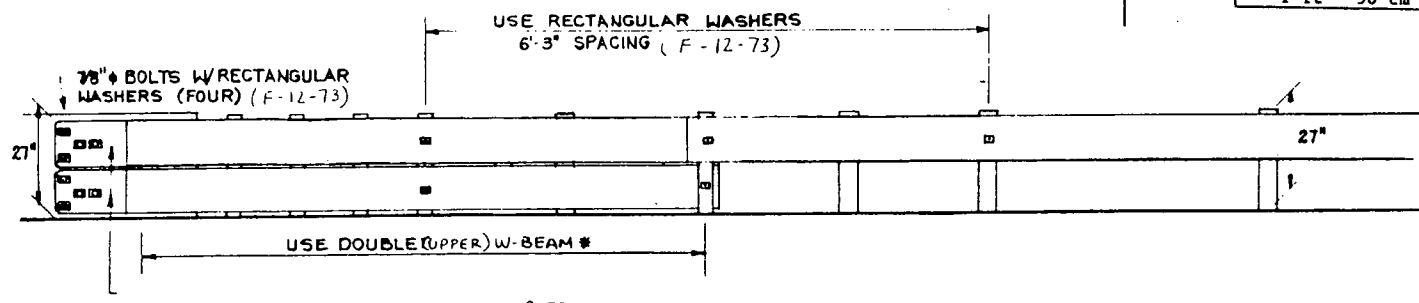 USE RECTANGULAR WASHERS
6'-3" SPACING ( F-12-73)
7/8"ϕ BOLTS W/RECTANGULAR
WASHERS (FOUR) (F-12-73)
27"
27"
USE DOUBLE (UPPER) W-BEAM *